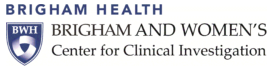 BRIGHAM HEALTH
BWH
BRIGHAM AND WOMEN'S
Center for Clinical Investigation